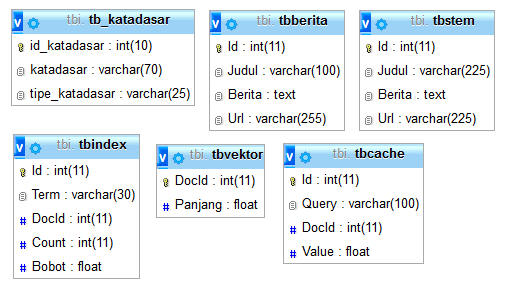 tbi. tb_katadasar
id_katadasar : int(10)
katadasar : varchar(70)
tipe_katadasar : varchar(25)
tbi. tbberita
Id : int(11)
Judul : varchar(100)
Berita : text
Url : varchar(255)
tbi. tbstem
Id : int(11)
Judul : varchar(225)
Berita : text
Url : varchar(225)
tbi. tbindex
Id : int(11)
Term : varchar(30)
# DocId : int(11)
# Count : int(11)
# Bobot : float
tbi. tbvektor
DocId : int(11)
# Panjang : float
tbi. tbcache
Id : int(11)
Query : varchar(100)
# DocId : int(11)
# Value : float